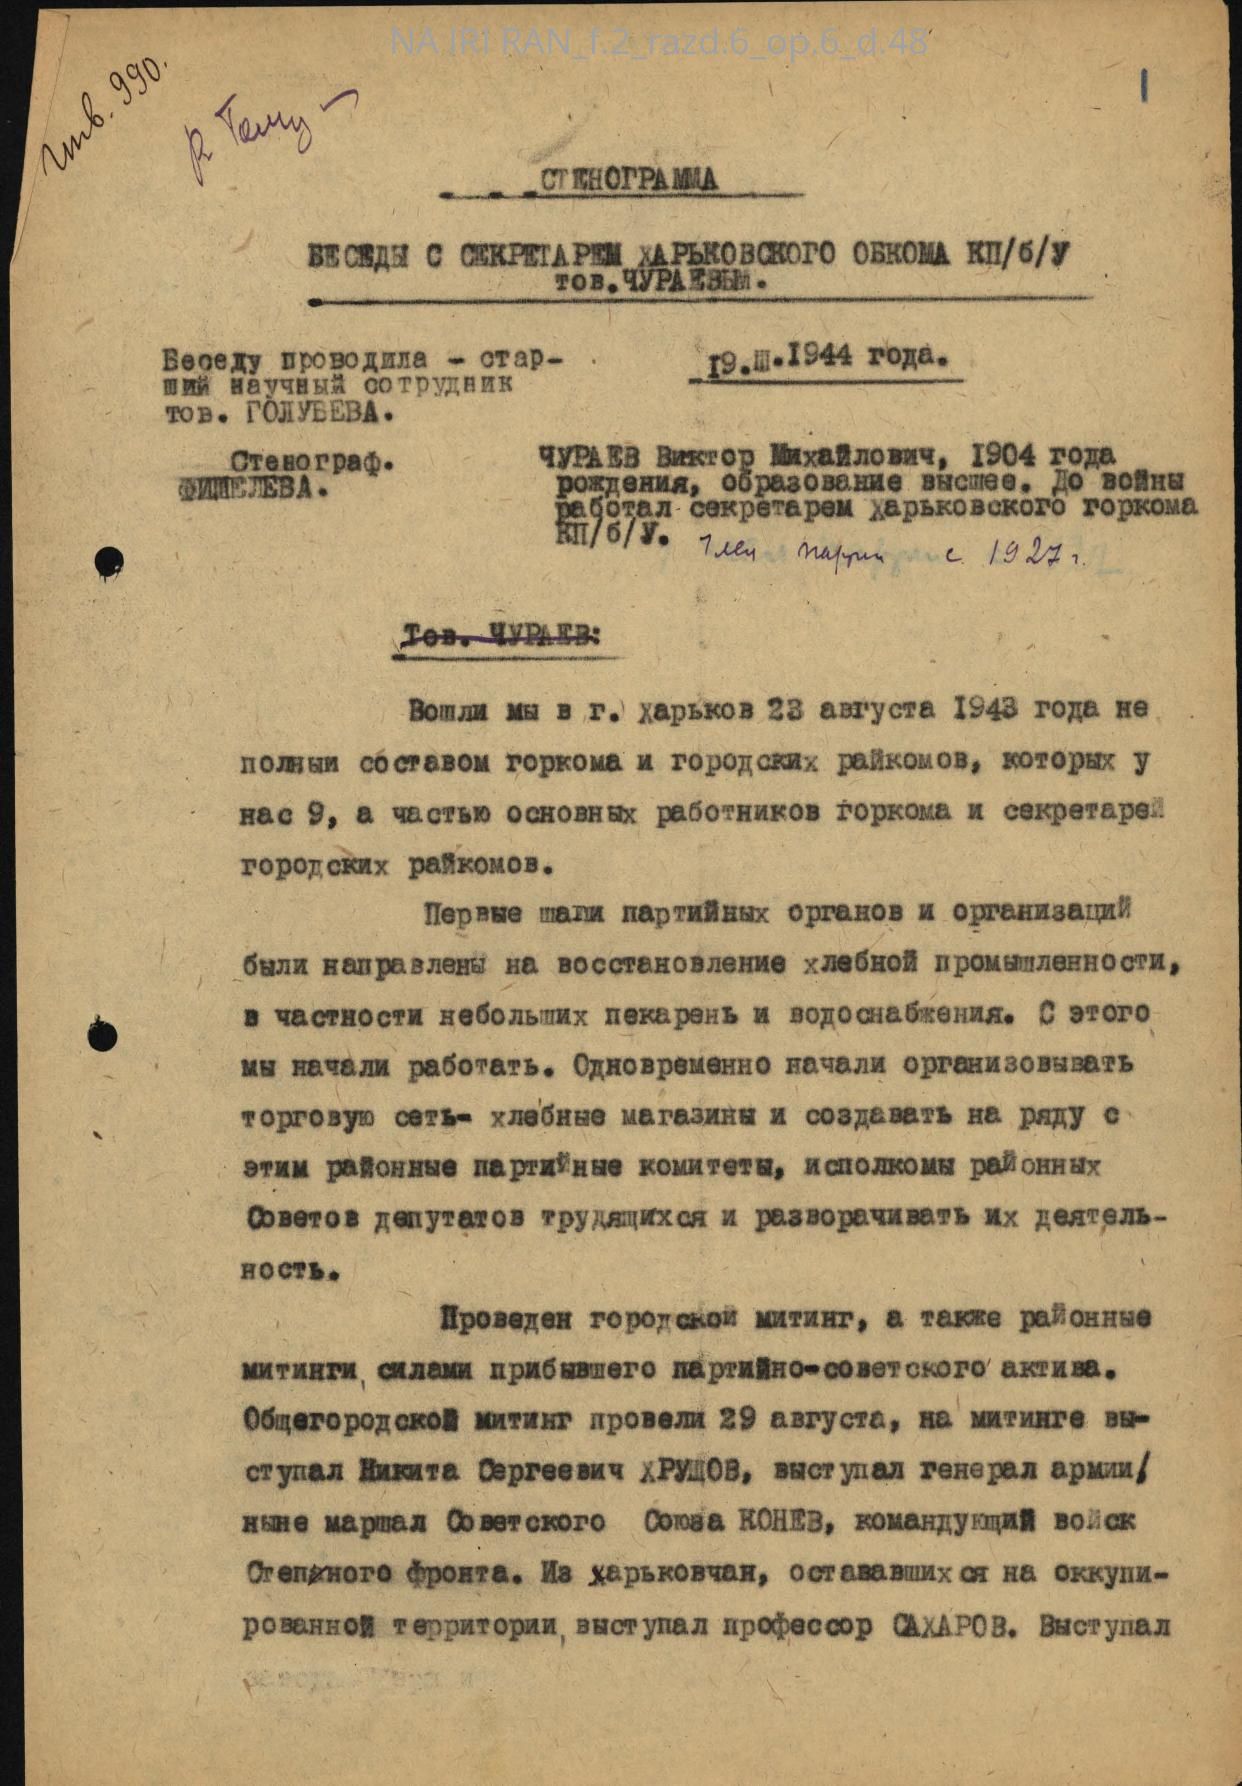 NA IRI RAN_f.2_razd.6_op.6_d.48
инв. 990.
1
СТЕНОГРАММА
БЕСЕДЫ С СЕКРЕТАРЕМ ХАРЬКОВСКОГО ОБКОМА КП/б/У
тов.ЧУРАЕВЫМ.
Беседу проводила – стар-
ший научный сотрудник
тов. ГОЛУБЕВА.
19.III.1944 года.
Стенограф.
ФИШЕЛЕВА.
ЧУРАЕВ Виктор Михайлович, 1904 года
рождения, образование высшее. До войны
работал секретарем Харьковского горкома
КП/б/У. Член партии с 1927 г.
Тов. ЧУРАЕВ:
Вошли мы в г. Харьков 23 августа 1943 года не
полным составом горкома и городских райкомов, которых у
нас 9, а частью основных работников горкома и секретарей
городских райкомов.
Первые шаги партийных органов и организаций
были направлены на восстановление хлебной промышленности,
в частности небольших пекарень и водоснабжения. С этого
мы начали работать. Одновременно начали организовывать
торговую сеть- хлебные магазины и создавать на ряду с
этим районные партийные комитеты, исполкомы районных
Советов депутатов трудящихся и разворачивать их деятель-
ность.
Проведен городской митинг, а также районные
митинги, силами прибывшего партийно-советского актива.
Общегородской митинг провели 29 августа, на митинге вы-
ступал Никита Сергеевич ХРУЩОВ, выступал генерал армии/
ныне маршал Советского Союза КОНЕВ, командующий войск
Степного фронта. Из харьковчан, остававшихся на оккупи-
рованной территории, выступал профессор САХАРОВ. Выступал